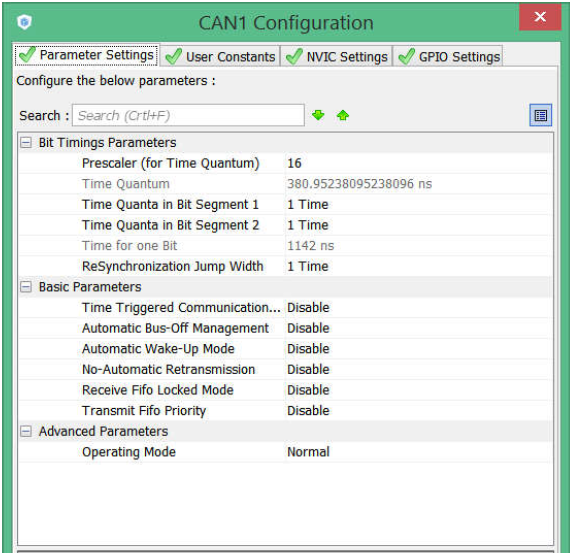 CAN1 Configuration
Parameter Settings User Constants NVIC Settings GPIO Settings
Configure the below parameters :
Search : Search (Crtl+F)
Bit Timings Parameters
Prescaler (for Time Quantum) 16
Time Quantum 380.95238095238096 ns
Time Quanta in Bit Segment 1 1 Time
Time Quanta in Bit Segment 2 1 Time
Time for one Bit 1142 ns
ReSynchronization Jump Width 1 Time
Basic Parameters
Time Triggered Communication... Disable
Automatic Bus-Off Management Disable
Automatic Wake-Up Mode Disable
No-Automatic Retransmission Disable
Receive Fifo Locked Mode Disable
Transmit Fifo Priority Disable
Advanced Parameters
Operating Mode Normal